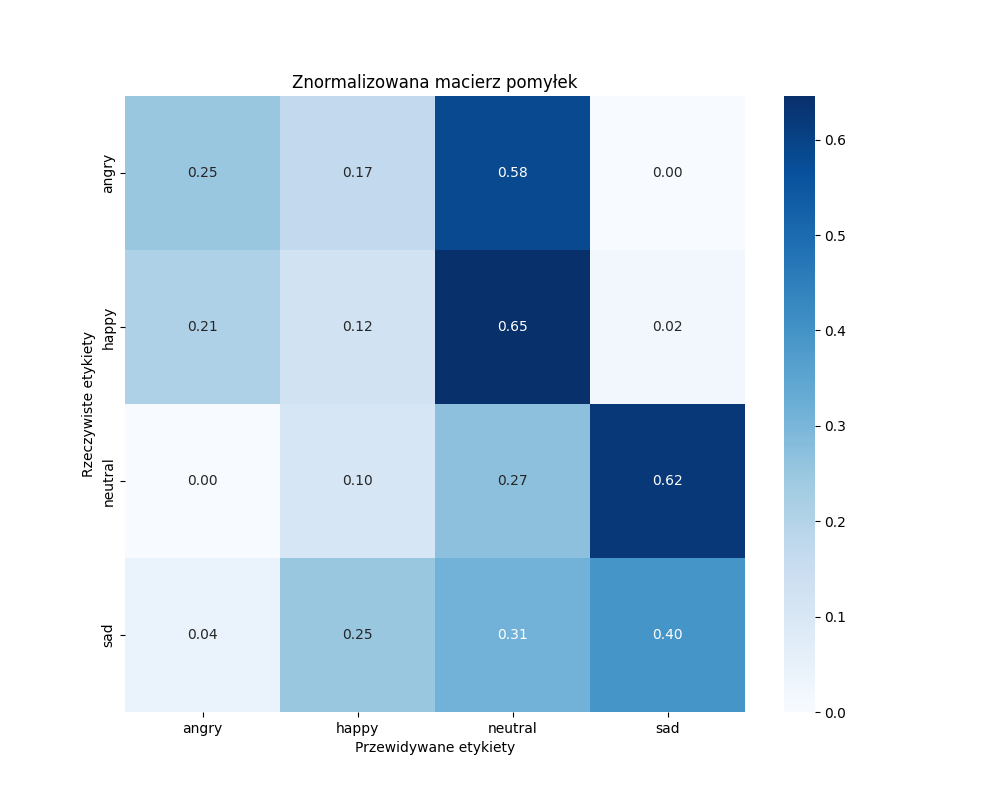 Znormalizowana macierz pomyłek
angry 0.25 0.17 0.58 0.00
happy 0.21 0.12 0.65 0.02
neutral 0.00 0.10 0.27 0.62
sad 0.04 0.25 0.31 0.40
angry happy neutral sad
Rzeczywiste etykiety
Przewidywane etykiety
0.6
0.5
0.4
0.3
0.2
0.1
0.0